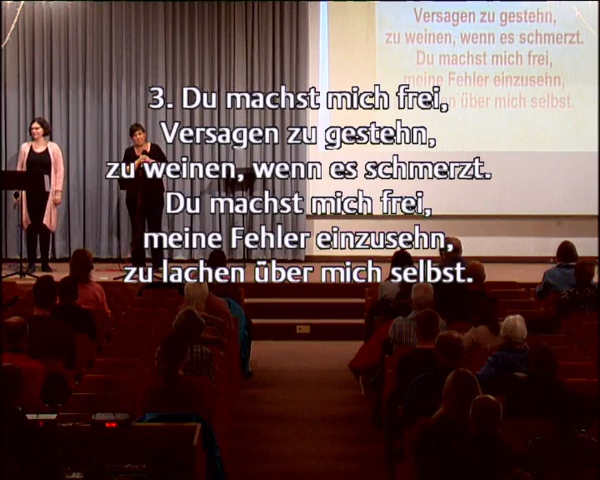 Versagen zu gestehn,
zu weinen, wenn es schmerzt.
Du machst mich frei,
meine Fehler einzusehn,
über mich selbst.
3. Du machst mich frei,
Versagen zu gestehn,
zu weinen, wenn es schmerzt.
Du machst mich frei,
meine Fehler einzusehn,
zu lachen über mich selbst.